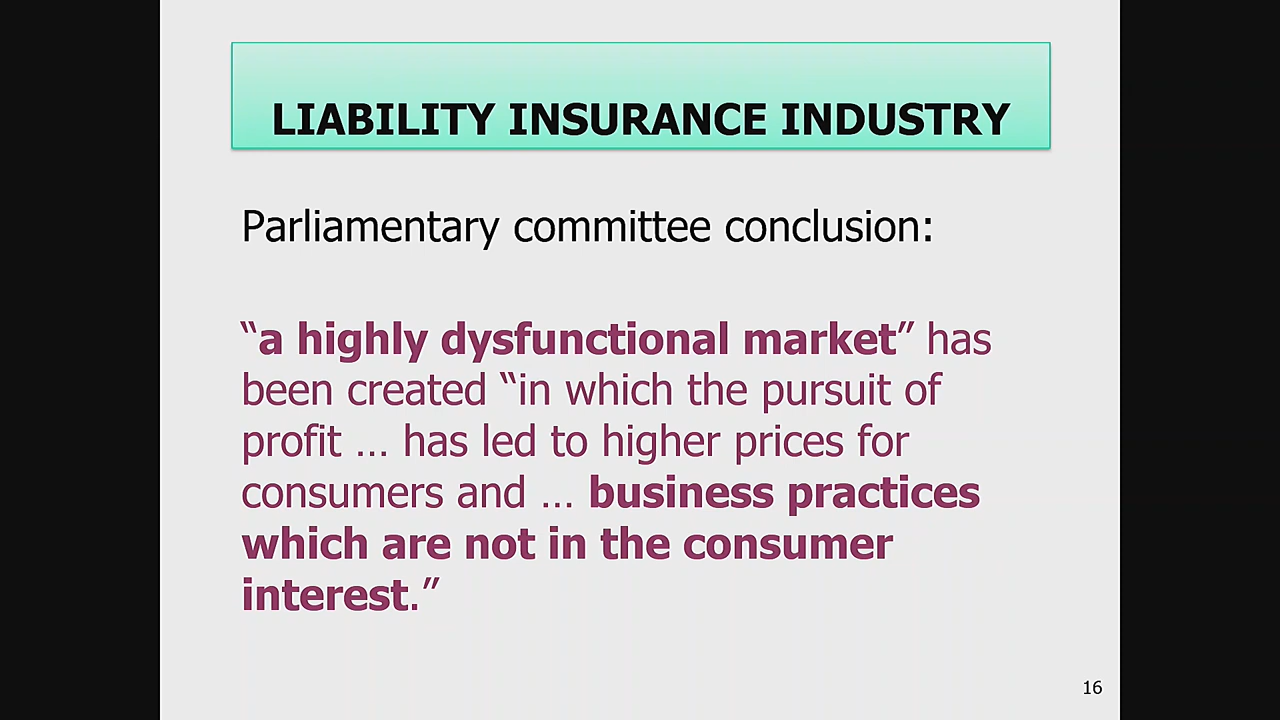 LIABILITY INSURANCE INDUSTRY
Parliamentary committee conclusion:
“a highly dysfunctional market” has
been created “in which the pursuit of
profit … has led to higher prices for
consumers and … business practices
which are not in the consumer
interest.”
16